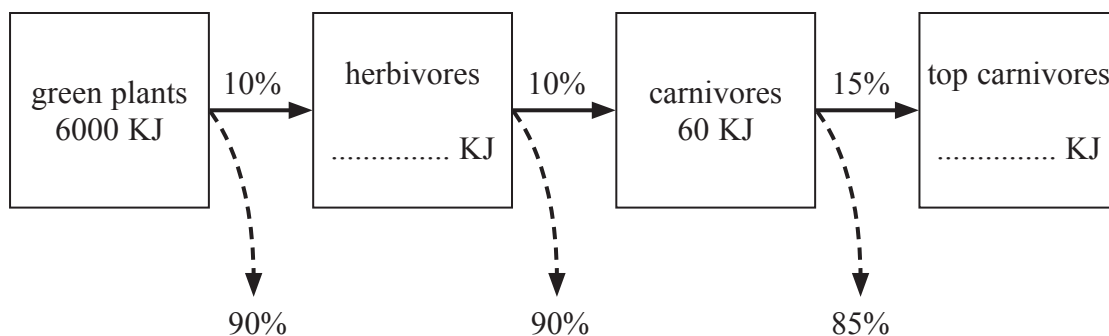 green plants
6000 KJ
10%
herbivores
............... KJ
10%
carnivores
60 KJ
15%
top carnivores
............... KJ
90%
90%
85%